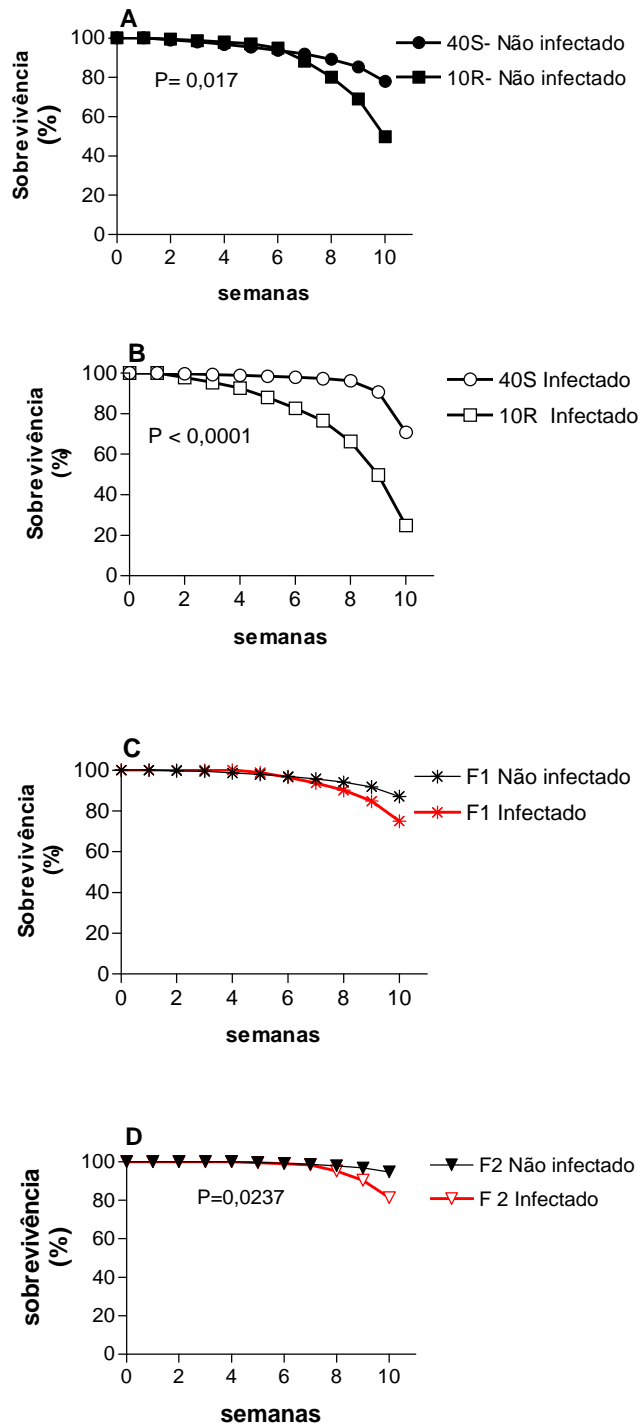 A
100
80
60
40
20
0
Sobrevivência
(%)
P= 0,017
0 2 4 6 8 10
semanas
40S- Não infectado
10R- Não infectado
B
100
80
60
40
20
0
Sobrevivência
(%)
P < 0,0001
0 2 4 6 8 10
semanas
40S Infectado
10R Infectado
C
100
80
60
40
20
0
Sobrevivência
(%)
0 2 4 6 8 10
semanas
F1 Não infectado
F1 Infectado
D
100
80
60
40
20
0
sobrevivência
(%)
P=0,0237
0 2 4 6 8 10
semanas
F2 Não infectado
F 2 Infectado